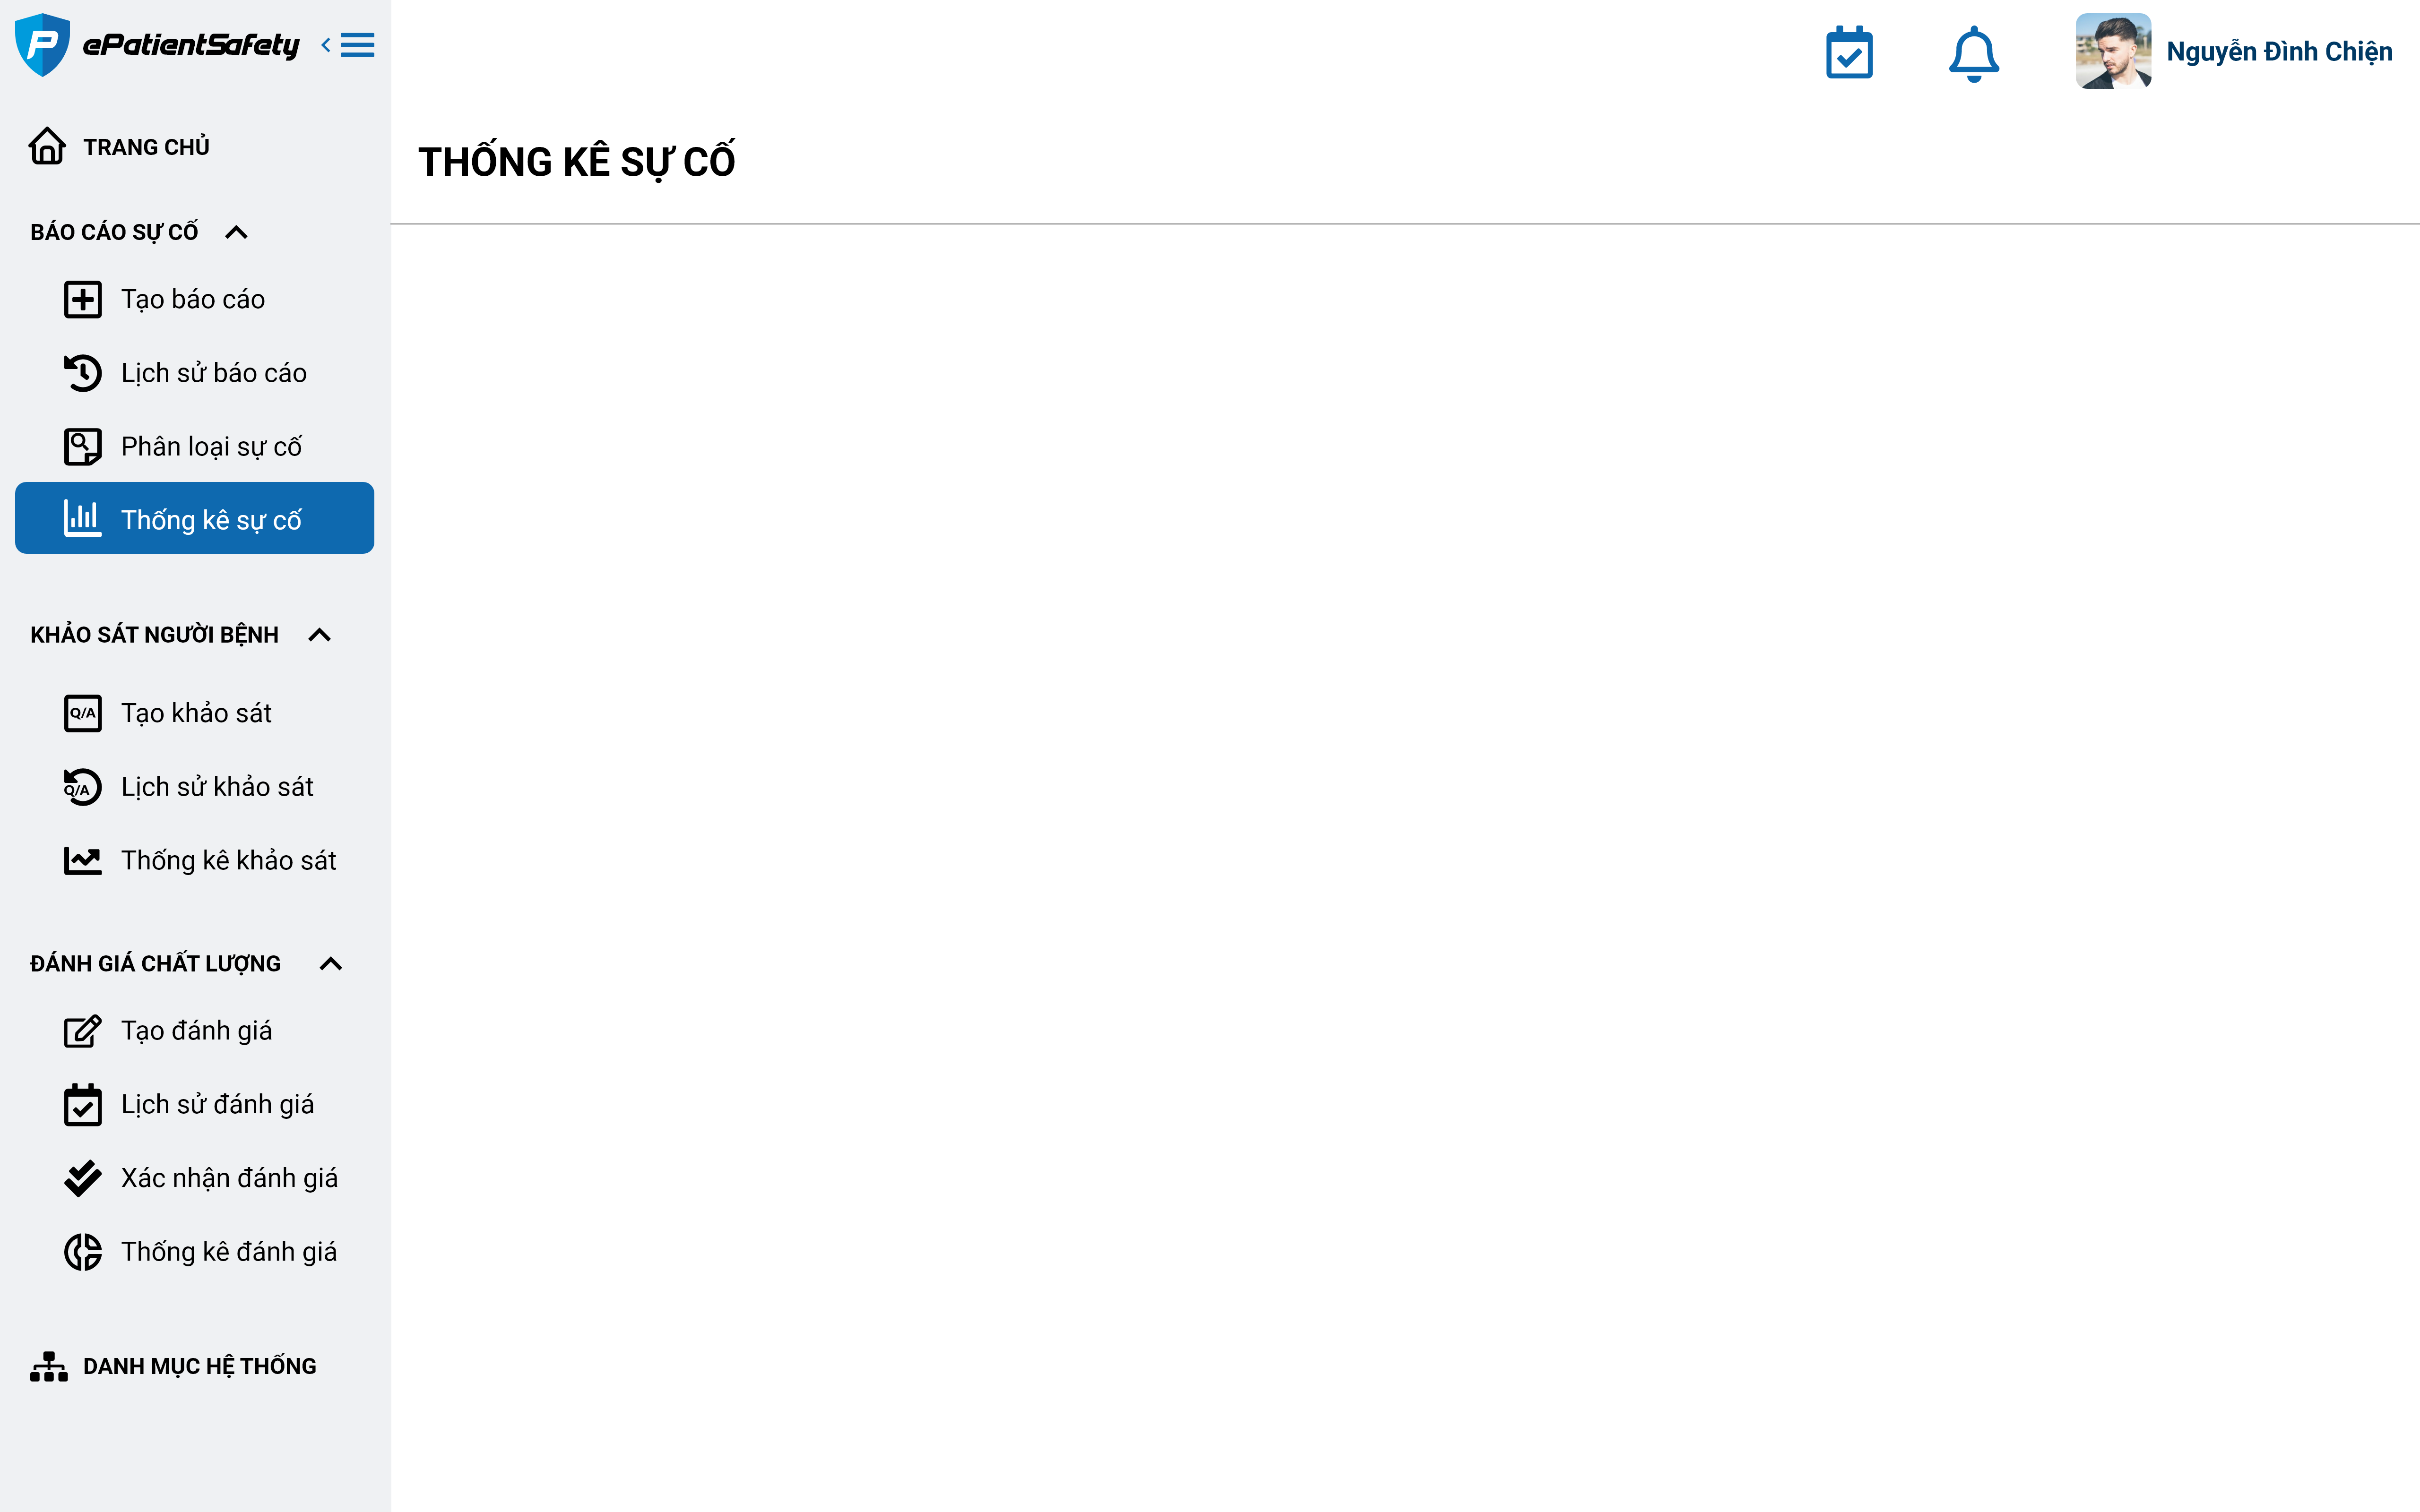 ePatientSafety
Nguyễn Đình Chiện
TRANG CHỦ
THỐNG KÊ SỰ CỐ
BÁO CÁO SỰ CỐ
Tạo báo cáo
Lịch sử báo cáo
Phân loại sự cố
Thống kê sự cố
KHẢO SÁT NGƯỜI BỆNH
Q/A Tạo khảo sát
Q/A Lịch sử khảo sát
Thống kê khảo sát
ĐÁNH GIÁ CHẤT LƯỢNG
Tạo đánh giá
Lịch sử đánh giá
Xác nhận đánh giá
Thống kê đánh giá
DANH MỤC HỆ THỐNG